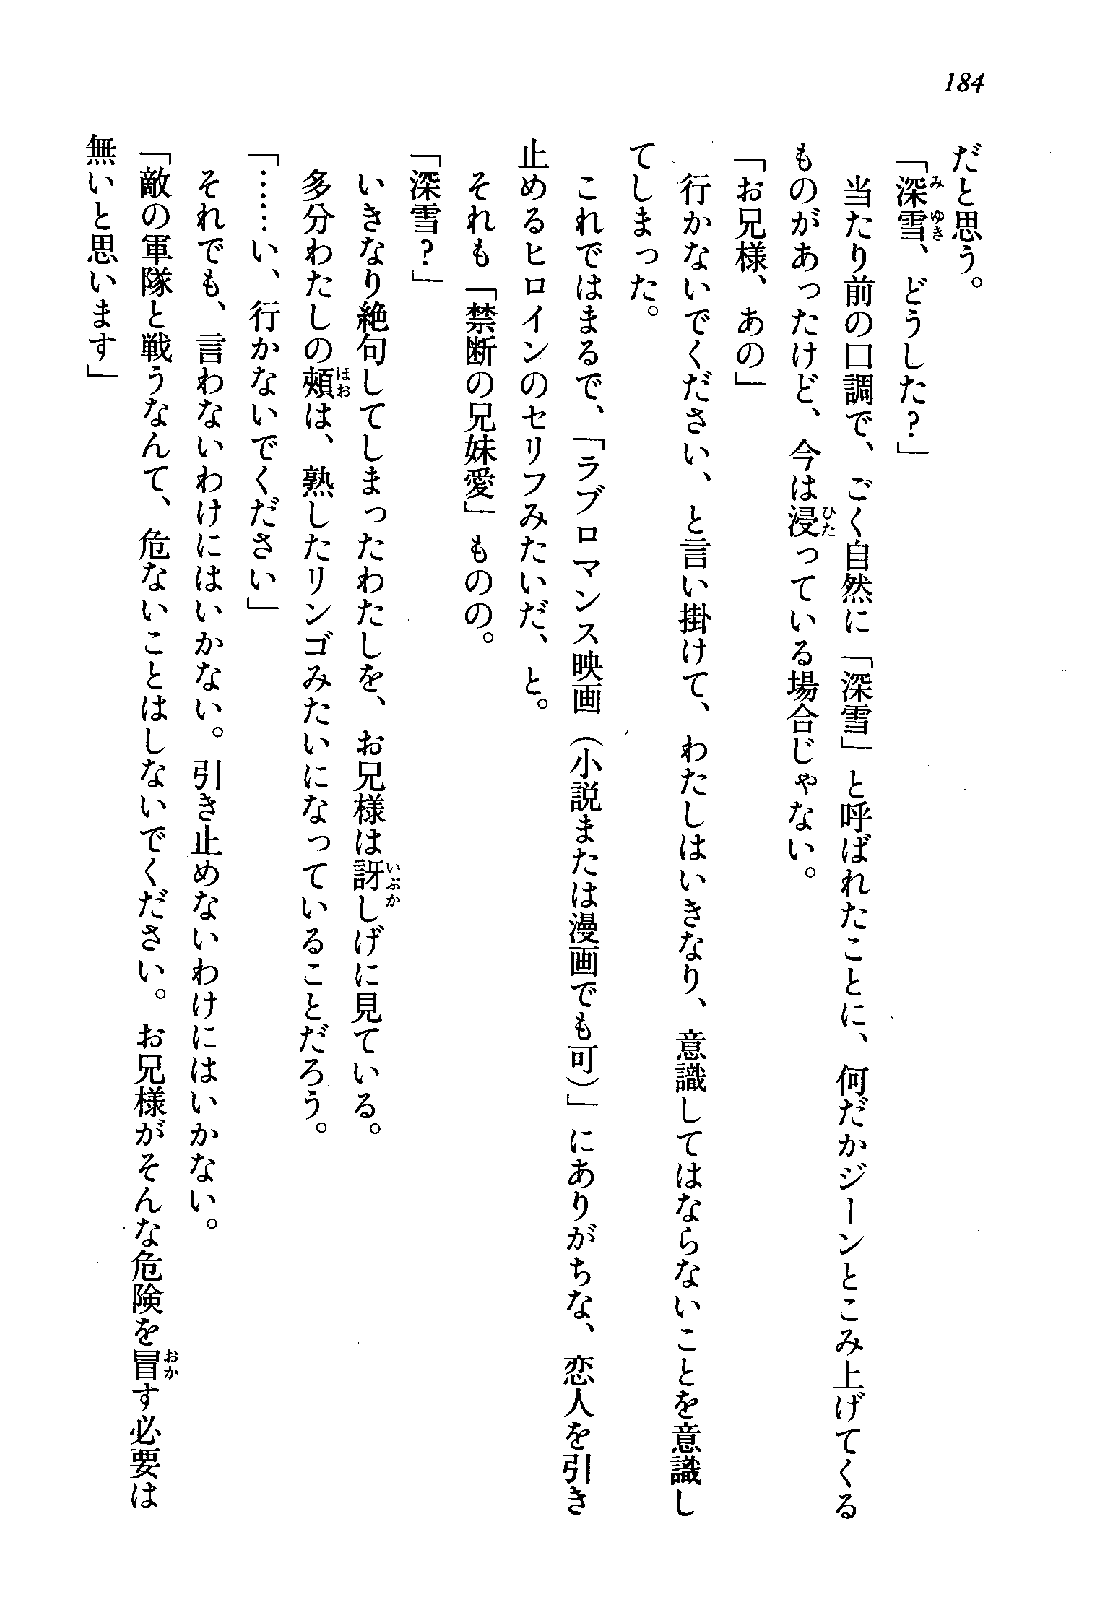 184
だと思う。
「深雪、どうした？」
当たり前の口調で、ごく自然に「深雪」と呼ばれたことに、何だかジーンとこみ上げてくる
ものがあったけど、今は浸っている場合じゃない。
「お兄様、あの」
行かないでください、と言い掛けて、わたしはいきなり、意識してはならないことを意識し
てしまった。
これではまるで、「ラブロマンス映画（小説または漫画でも可）」にありがちな、恋人を引き
止めるヒロインのセリフみたいだ、と。
それも「禁断の兄妹愛」ものの。
「深雪？」
いきなり絶句してしまったわたしを、お兄様は訝しげに見ている。
多分わたしの頰は、熟したリンゴみたいになっていることだろう。
「……い、行かないでください」
それでも、言わないわけにはいかない。引き止めないわけにはいかない。
「敵の軍隊と戦うなんて、危ないことはしないでください。お兄様がそんな危険を冒す必要は
無いと思います」